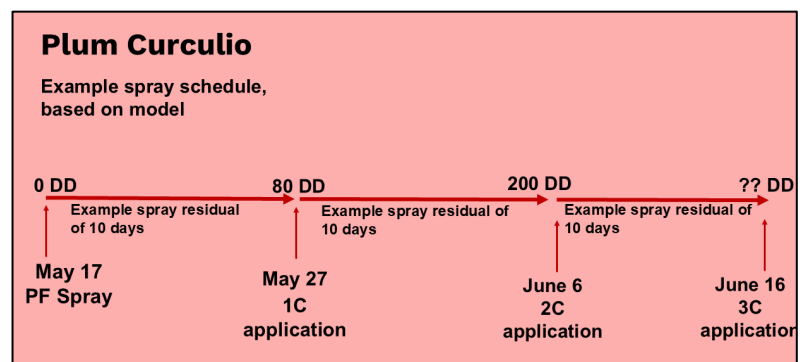 Plum Curculio
Example spray schedule,
based on model
0 DD
80 DD
200 DD
?? DD
Example spray residual
of 10 days
Example spray residual of
10 days
Example spray residual of
10 days
May 17
PF Spray
May 27
1C
application
June 6
2C
application
June 16
3C
application